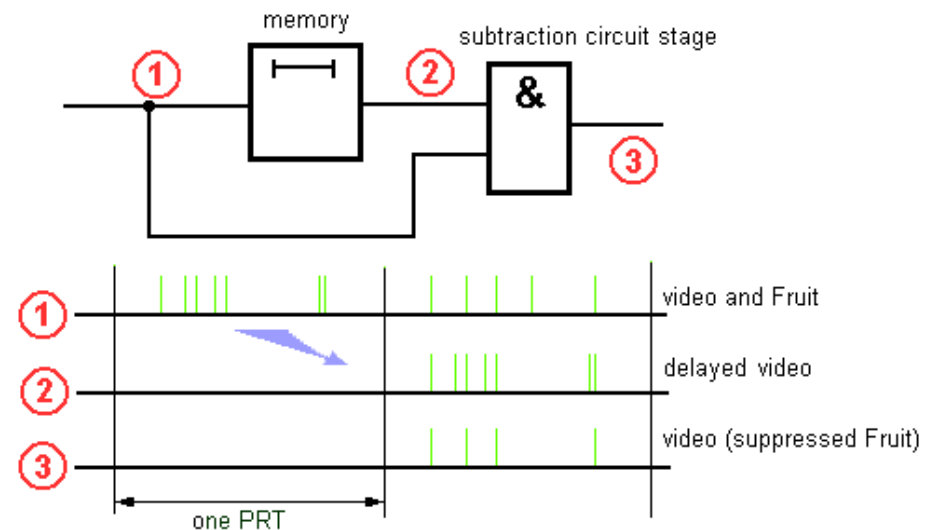 memory
subtraction circuit stage
1
2
&
3
1
video and Fruit
2
delayed video
3
video (suppressed Fruit)
one PRT